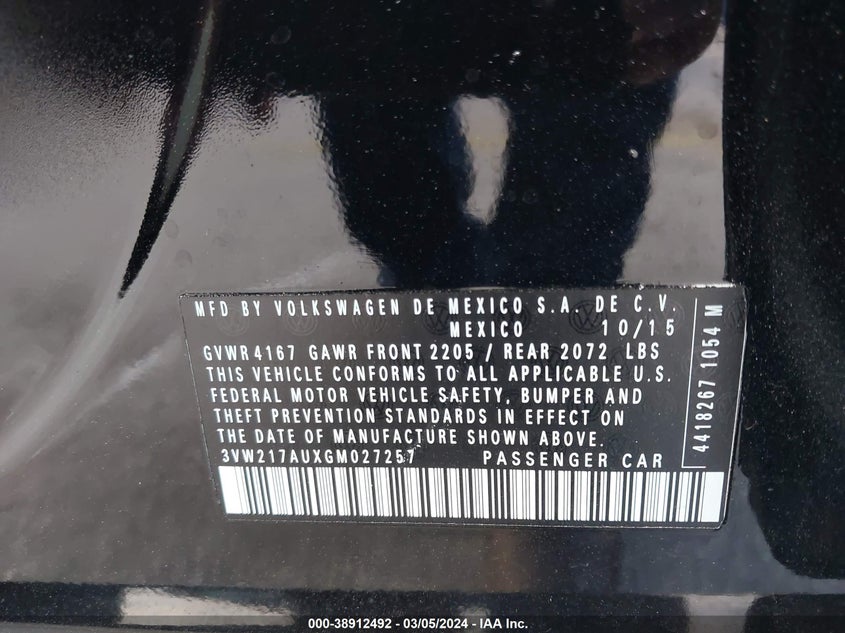 MFD BY VOLKSWAGEN DE MEXICO S.A. DE C.V.
MEXICO 10/15
GVWR 4167 GAWR FRONT 2205 / REAR 2072 LBS
THIS VEHICLE CONFORMS TO ALL APPLICABLE U.S.
FEDERAL MOTOR VEHICLE SAFETY, BUMPER AND
THEFT PREVENTION STANDARDS IN EFFECT ON
THE DATE OF MANUFACTURE SHOWN ABOVE.
3VW217AUXGM027257 PASSENGER CAR
4418267 1054 M
000-38912492 - 03/05/2024 - IAA Inc.